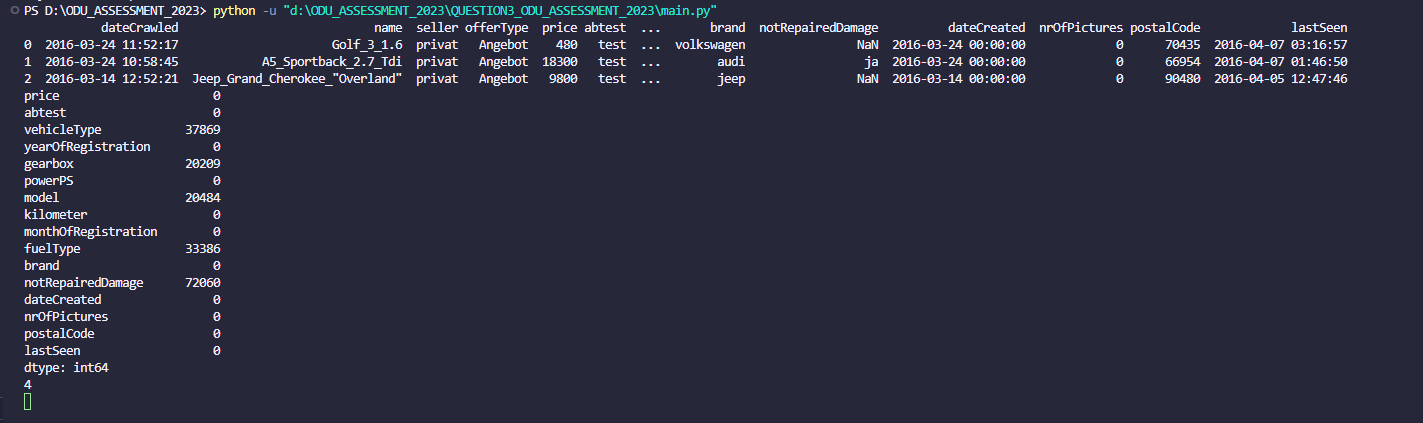 PS D:\ODU_ASSESSMENT_2023> python -u "d:\ODU_ASSESSMENT_2023\QUESTION3_ODU_ASSESSMENT_2023\main.py"
dateCrawled name seller offerType price abtest ... brand notRepairedDamage dateCreated nrOfPictures postalCode lastSeen
0 2016-03-24 11:52:17 Golf_3_1.6 privat Angebot 480 test ... volkswagen NaN 2016-03-24 00:00:00 0 70435 2016-04-07 03:16:57
1 2016-03-24 10:58:45 A5_Sportback_2.7_Tdi privat Angebot 18300 test ... audi ja 2016-03-24 00:00:00 0 66954 2016-04-07 01:46:50
2 2016-03-14 12:52:21 Jeep_Grand_Cherokee_"Overland" privat Angebot 9800 test ... jeep NaN 2016-03-14 00:00:00 0 90480 2016-04-05 12:47:46
price 0
abtest 0
vehicleType 37869
yearOfRegistration 0
gearbox 20209
powerPS 0
model 20484
kilometer 0
monthOfRegistration 0
fuelType 33386
brand 0
notRepairedDamage 72060
dateCreated 0
nrOfPictures 0
postalCode 0
lastSeen 0
dtype: int64
4